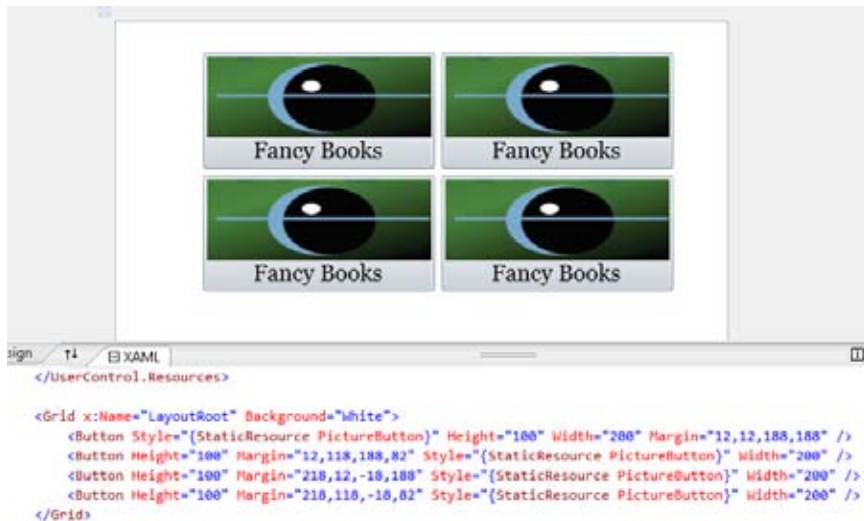 Fancy Books Fancy Books
Fancy Books Fancy Books
sign XAML
</UserControl.Resources>
<Grid x:Name="LayoutRoot" Background="White">
<Button Style="{StaticResource PictureButton}" Height="100" Width="200" Margin="12,12,188,188" />
<Button Height="100" Margin="12,118,188,82" Style="{StaticResource PictureButton}" Width="200" />
<Button Height="100" Margin="218,12,-18,188" Style="{StaticResource PictureButton}" Width="200" />
<Button Height="100" Margin="218,118,-18,82" Style="{StaticResource PictureButton}" Width="200" />
</Grid>